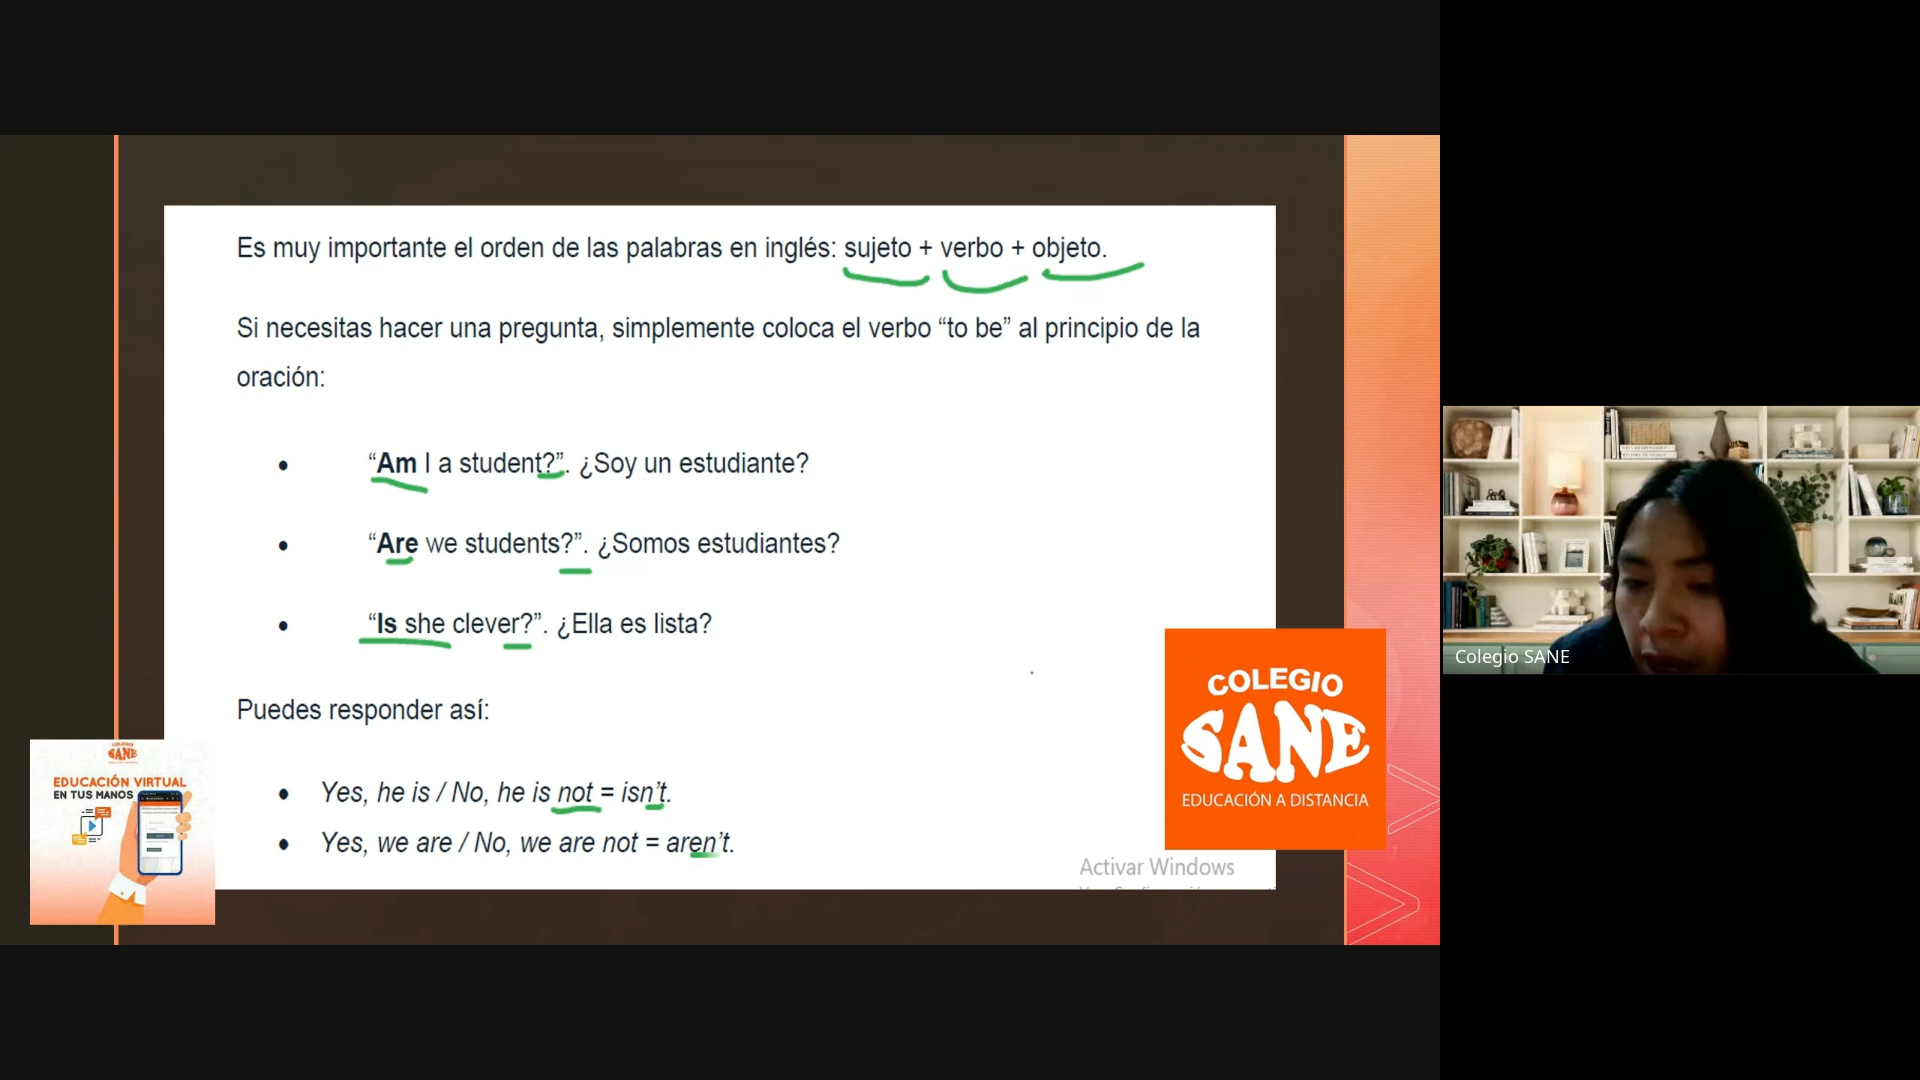 Es muy importante el orden de las palabras en inglés: sujeto + verbo + objeto.
Si necesitas hacer una pregunta, simplemente coloca el verbo “to be” al principio de la
oración:
• “Am I a student?”. ¿Soy un estudiante?
• “Are we students?”. ¿Somos estudiantes?
• “Is she clever?”. ¿Ella es lista?
Puedes responder así:
• Yes, he is / No, he is not = isn’t.
• Yes, we are / No, we are not = aren’t.
COLEGIO
SANE
EDUCACIÓN A DISTANCIA
Activar Windows
COLEGIO
SANE
EDUCACIÓN VIRTUAL
EN TUS MANOS
Colegio SANE